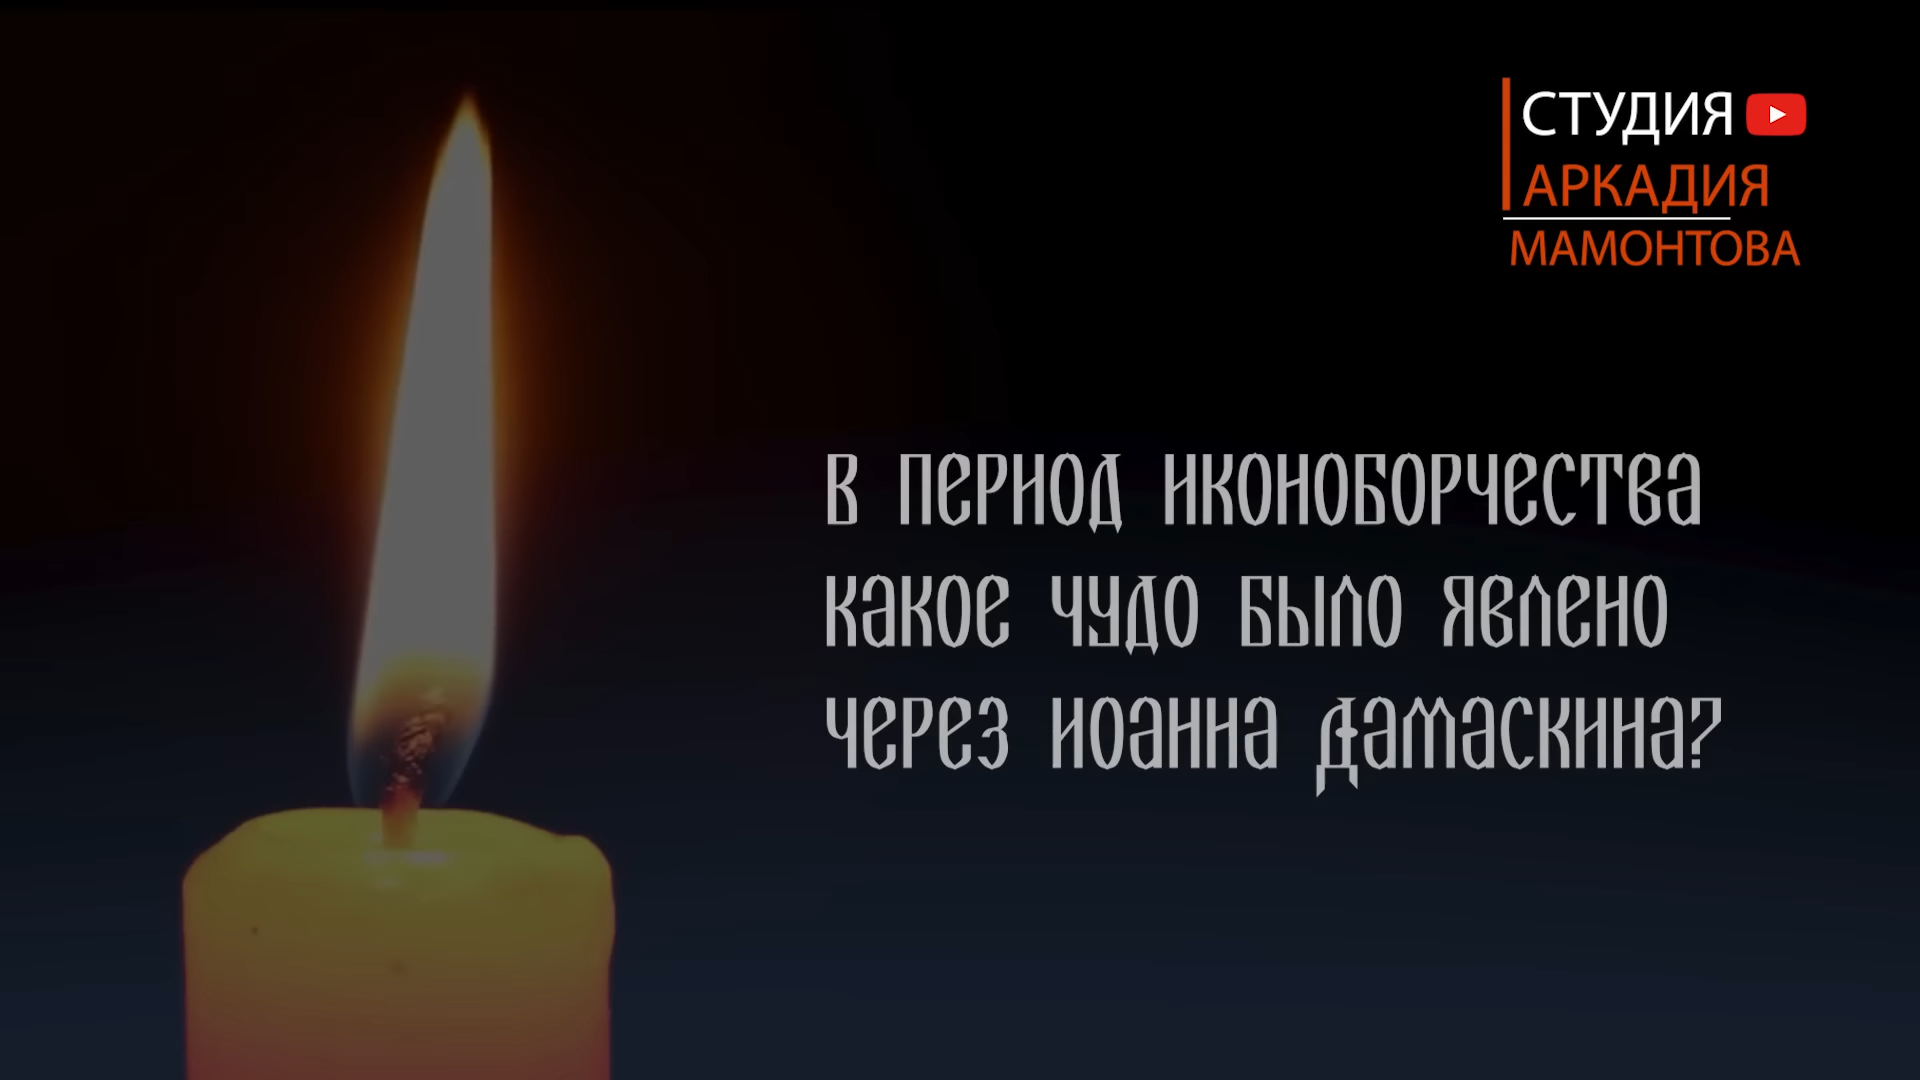 СТУДИЯ
АРКАДИЯ
МАМОНТОВА
В ПЕРИОД ИКОНОБОРЧЕСТВА
КАКОЕ ЧУДО БЫЛО ЯВЛЕНО
ЧЕРЕЗ ИОАННА ДАМАСКИНА?